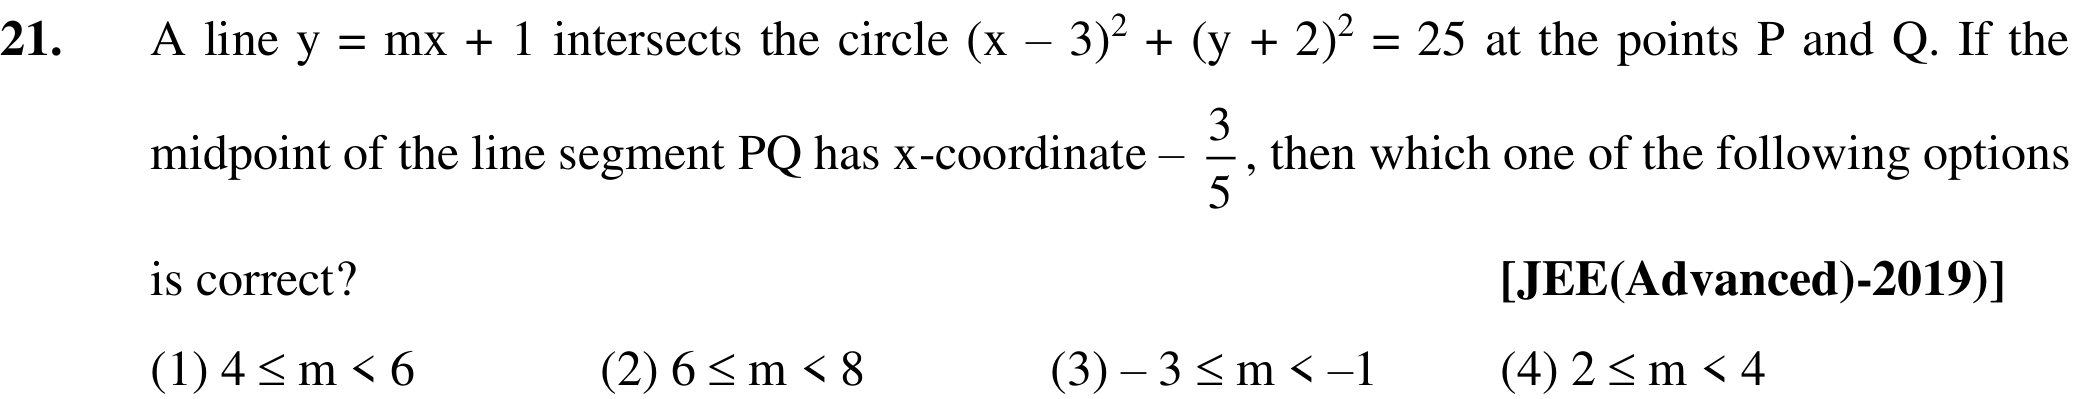 21. A line y = mx + 1 intersects the circle (x – 3)² + (y + 2)² = 25 at the points P and Q. If the
midpoint of the line segment PQ has x-coordinate – 3/5, then which one of the following options
is correct? [JEE(Advanced)-2019)]
(1) 4 ≤ m < 6 (2) 6 ≤ m < 8 (3) – 3 ≤ m < –1 (4) 2 ≤ m < 4